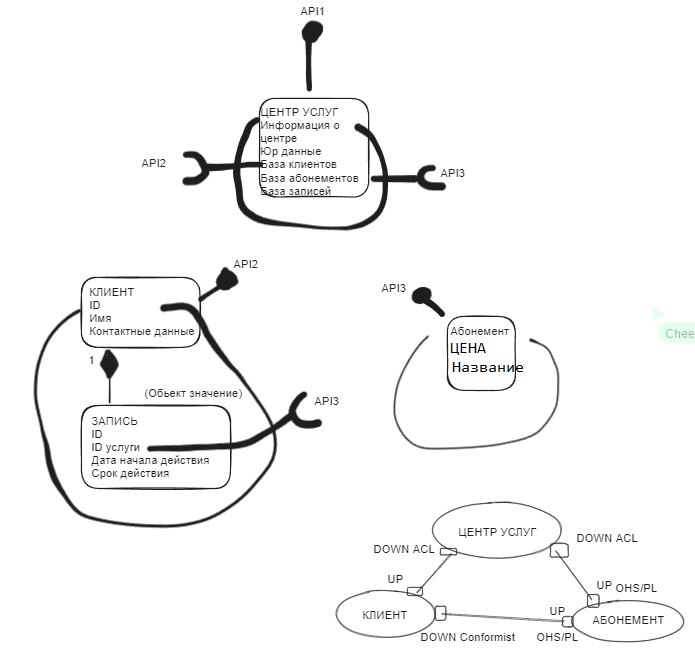 API1
ЦЕНТР УСЛУГ
Информация о
центре
Юр данные
База клиентов
База абонементов
База записей
API2
API3
API2
КЛИЕНТ
ID
Имя
Контактные данные
1
(Обьект значение)
API3
ЗАПИСЬ
ID
ID услуги
Дата начала действия
Срок действия
API3
Абонемент
ЦЕНА
Название
Chee
ЦЕНТР УСЛУГ
DOWN ACL
DOWN ACL
UP
UP OHS/PL
КЛИЕНТ
UP
АБОНЕМЕНТ
DOWN Conformist
OHS/PL